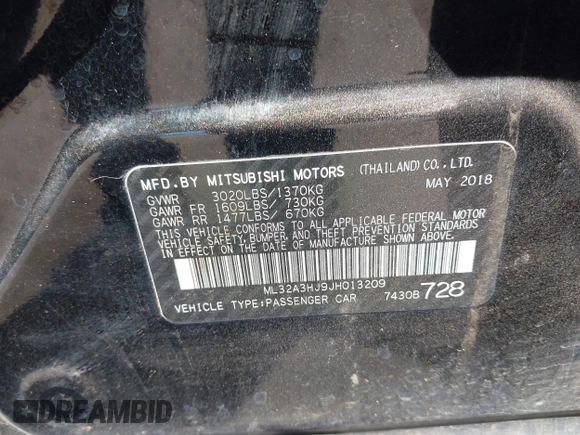 MFD.BY MITSUBISHI MOTORS (THAILAND) CO.,LTD.
GVWR 3020LBS/1370KG MAY 2018
GAWR FR 1609LBS/ 730KG
GAWR RR 1477LBS/ 670KG
THIS VEHICLE CONFORMS TO ALL APPLICABLE FEDERAL MOTOR
VEHICLE SAFETY, BUMPER, AND THEFT PREVENTION STANDARDS
IN EFFECT ON THE DATE OF MANUFACTURE SHOWN ABOVE.
ML32A3HJ9JH013209
VEHICLE TYPE:PASSENGER CAR 7430B 728
DREAMBID